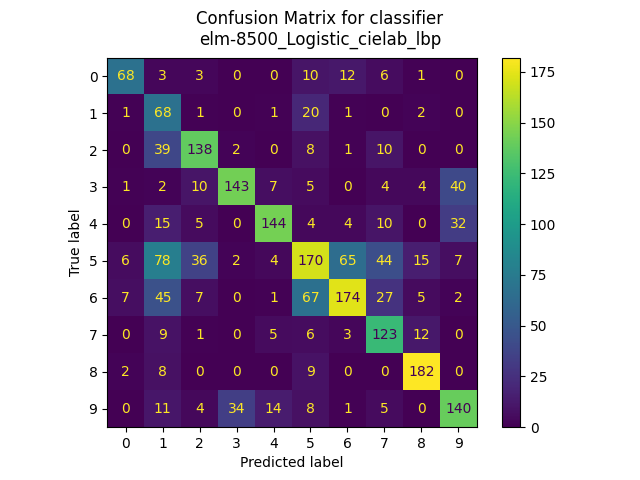 Confusion Matrix for classifier
elm-8500_Logistic_cielab_lbp
True label
0 68 3 3 0 0 10 12 6 1 0
1 1 68 1 0 1 20 1 0 2 0
2 0 39 138 2 0 8 1 10 0 0
3 1 2 10 143 7 5 0 4 4 40
4 0 15 5 0 144 4 4 10 0 32
5 6 78 36 2 4 170 65 44 15 7
6 7 45 7 0 1 67 174 27 5 2
7 0 9 1 0 5 6 3 123 12 0
8 2 8 0 0 0 9 0 0 182 0
9 0 11 4 34 14 8 1 5 0 140
0 1 2 3 4 5 6 7 8 9
Predicted label
175
150
125
100
75
50
25
0